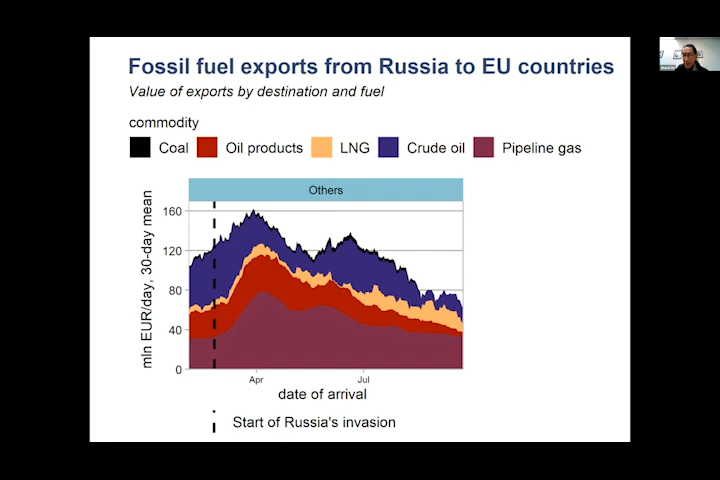 Fossil fuel exports from Russia to EU countries
Value of exports by destination and fuel
commodity
Coal Oil products LNG Crude oil Pipeline gas
Others
mln EUR/day, 30-day mean
160
120
80
40
0
Apr Jul
date of arrival
Start of Russia's invasion